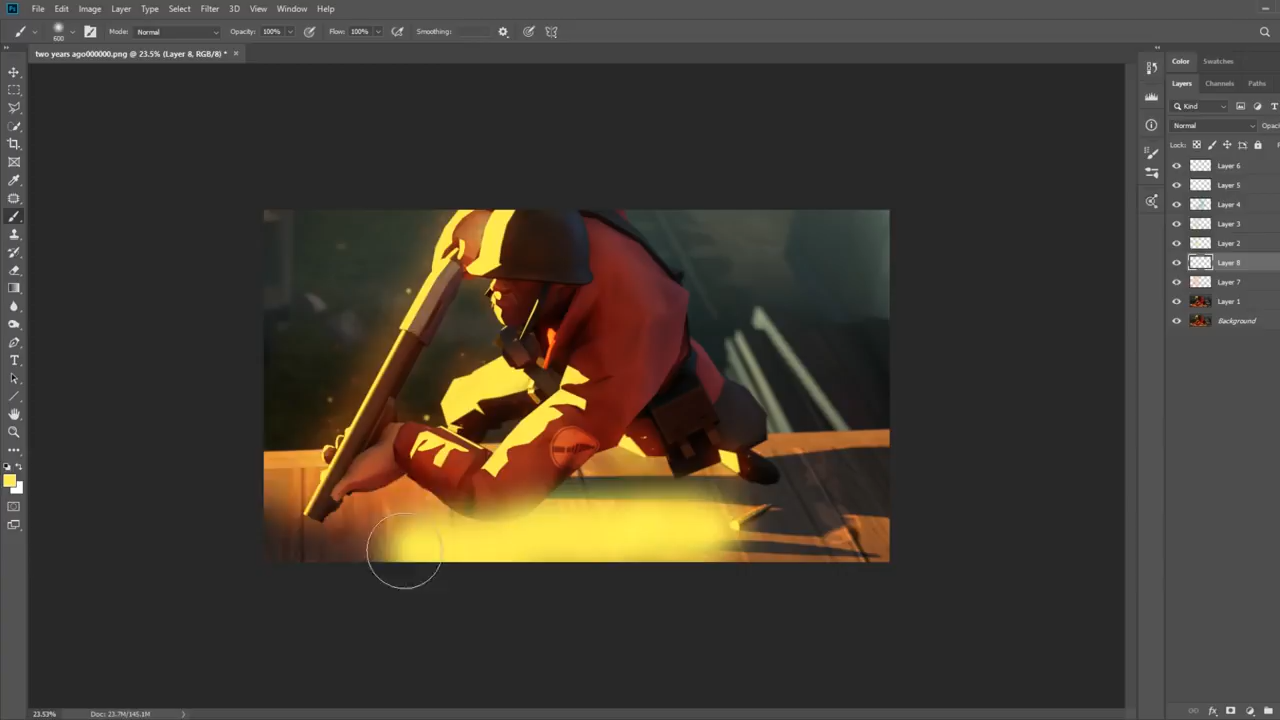 File Edit Image Layer Type Select Filter 3D View Window Help
600 Mode: Normal Opacity: 100% Flow: 100% Smoothing:
two years ago000000.png @ 23.5% (Layer 8, RGB/8) * ×
Color Swatches
Layers Channels Paths
Kind
Normal Opac
Lock:
Layer 6
Layer 5
Layer 4
Layer 3
Layer 2
Layer 8
Layer 7
Layer 1
Background
23.53% Doc: 23.7M/145.1M